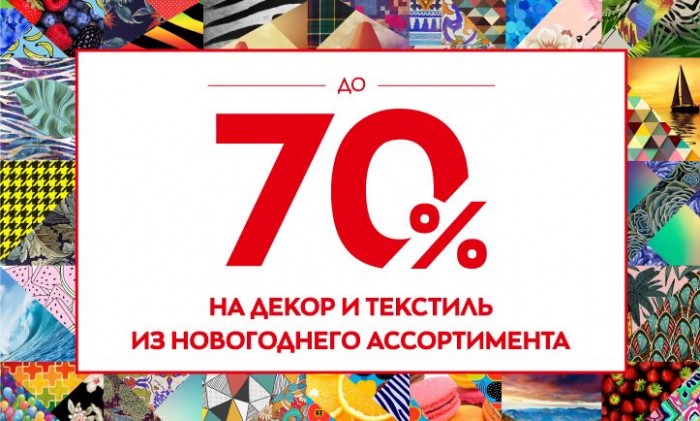 ДО
70%
НА ДЕКОР И ТЕКСТИЛЬ
ИЗ НОВОГОДНЕГО АССОРТИМЕНТА